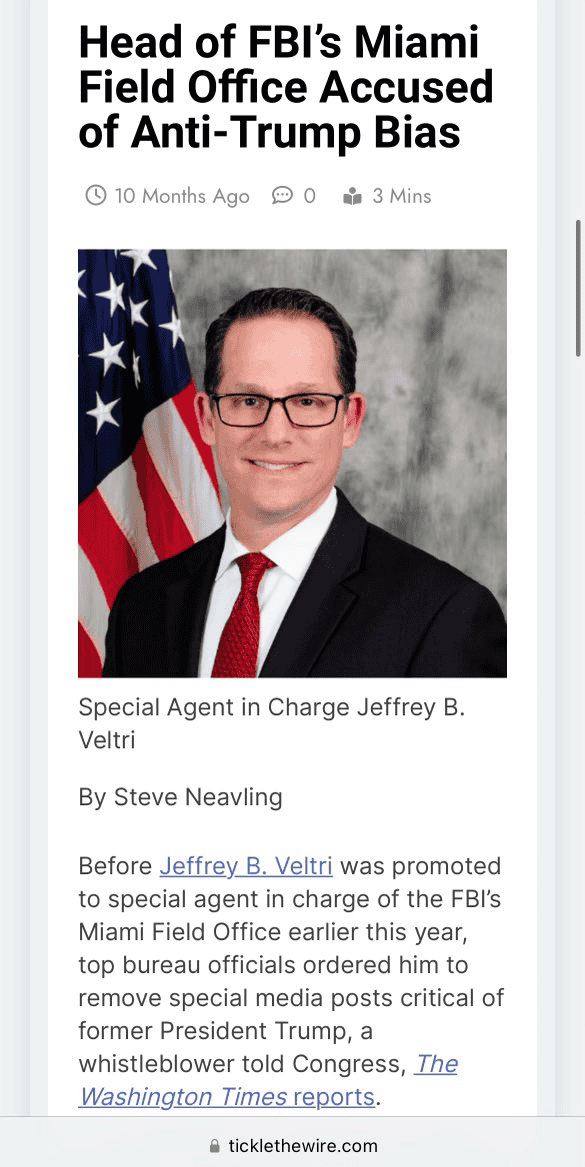 Head of FBI’s Miami
Field Office Accused
of Anti-Trump Bias
10 Months Ago 0 3 Mins
Special Agent in Charge Jeffrey B.
Veltri
By Steve Neavling
Before Jeffrey B. Veltri was promoted
to special agent in charge of the FBI’s
Miami Field Office earlier this year,
top bureau officials ordered him to
remove special media posts critical of
former President Trump, a
whistleblower told Congress, The
Washington Times reports.
ticklethewire.com